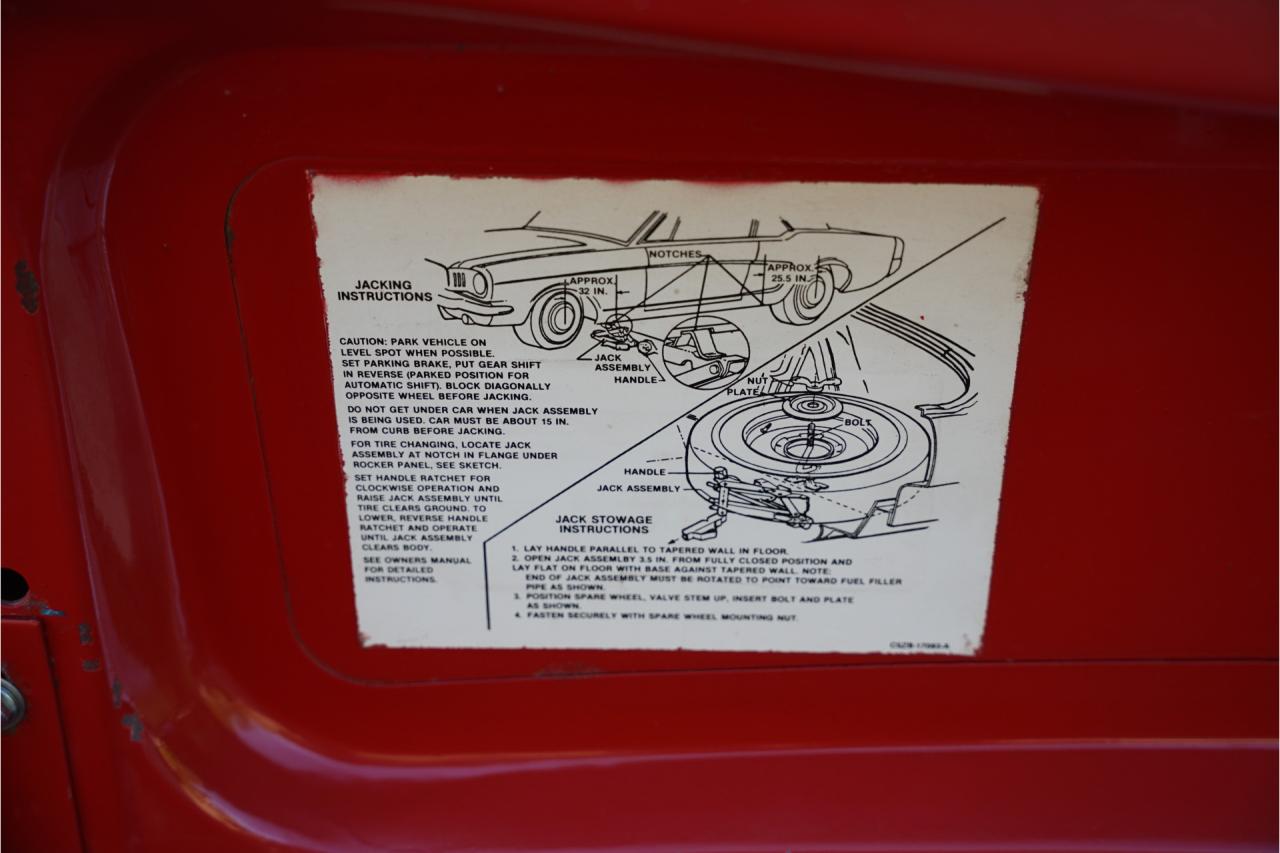 NOTCHES
APPROX.
32 IN.
APPROX.
25.5 IN.
JACKING
INSTRUCTIONS
JACK
ASSEMBLY
HANDLE
CAUTION: PARK VEHICLE ON
LEVEL SPOT WHEN POSSIBLE.
SET PARKING BRAKE, PUT GEAR SHIFT
IN REVERSE (PARKED POSITION FOR
AUTOMATIC SHIFT). BLOCK DIAGONALLY
OPPOSITE WHEEL BEFORE JACKING.
DO NOT GET UNDER CAR WHEN JACK ASSEMBLY
IS BEING USED. CAR MUST BE ABOUT 15 IN.
FROM CURB BEFORE JACKING.
FOR TIRE CHANGING, LOCATE JACK
ASSEMBLY AT NOTCH IN FLANGE UNDER
ROCKER PANEL, SEE SKETCH.
SET HANDLE RATCHET FOR
CLOCKWISE OPERATION AND
RAISE JACK ASSEMBLY UNTIL
TIRE CLEARS GROUND. TO
LOWER, REVERSE HANDLE
RATCHET AND OPERATE
UNTIL JACK ASSEMBLY
CLEARS BODY.
SEE OWNERS MANUAL
FOR DETAILED
INSTRUCTIONS.
NUT
PLATE
BOLT
HANDLE
JACK ASSEMBLY
JACK STOWAGE
INSTRUCTIONS
1. LAY HANDLE PARALLEL TO TAPERED WALL IN FLOOR.
2. OPEN JACK ASSEMLBY 3.5 IN. FROM FULLY CLOSED POSITION AND
LAY FLAT ON FLOOR WITH BASE AGAINST TAPERED WALL. NOTE:
END OF JACK ASSEMBLY MUST BE ROTATED TO POINT TOWARD FUEL FILLER
PIPE AS SHOWN.
3. POSITION SPARE WHEEL, VALVE STEM UP, INSERT BOLT AND PLATE
AS SHOWN.
4. FASTEN SECURELY WITH SPARE WHEEL MOUNTING NUT.